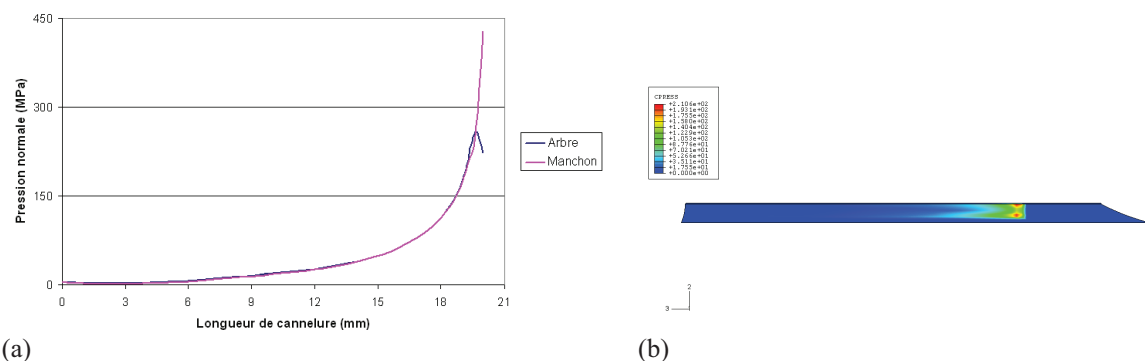 450
300
150
0
Pression normale (MPa)
0 3 6 9 12 15 18 21
Longueur de cannelure (mm)
Arbre
Manchon
(a)
CPRESS
+2.106e+02
+1.931e+02
+1.755e+02
+1.580e+02
+1.404e+02
+1.229e+02
+1.053e+02
+8.776e+01
+7.021e+01
+5.266e+01
+3.511e+01
+1.755e+01
+0.000e+00
2
3 1
(b)